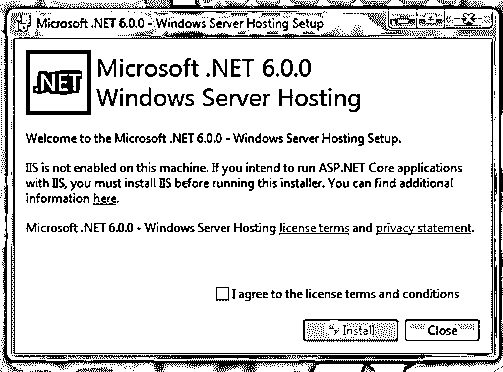 Microsoft .NET 6.0.0 - Windows Server Hosting Setup
.NET
Microsoft .NET 6.0.0
Windows Server Hosting
Welcome to the Microsoft .NET 6.0.0 - Windows Server Hosting Setup.
IIS is not enabled on this machine. If you intend to run ASP.NET Core applications
with IIS, you must install IIS before running this installer. You can find additional
information here.
Microsoft .NET 6.0.0 - Windows Server Hosting license terms and privacy statement.
I agree to the license terms and conditions
Install
Close